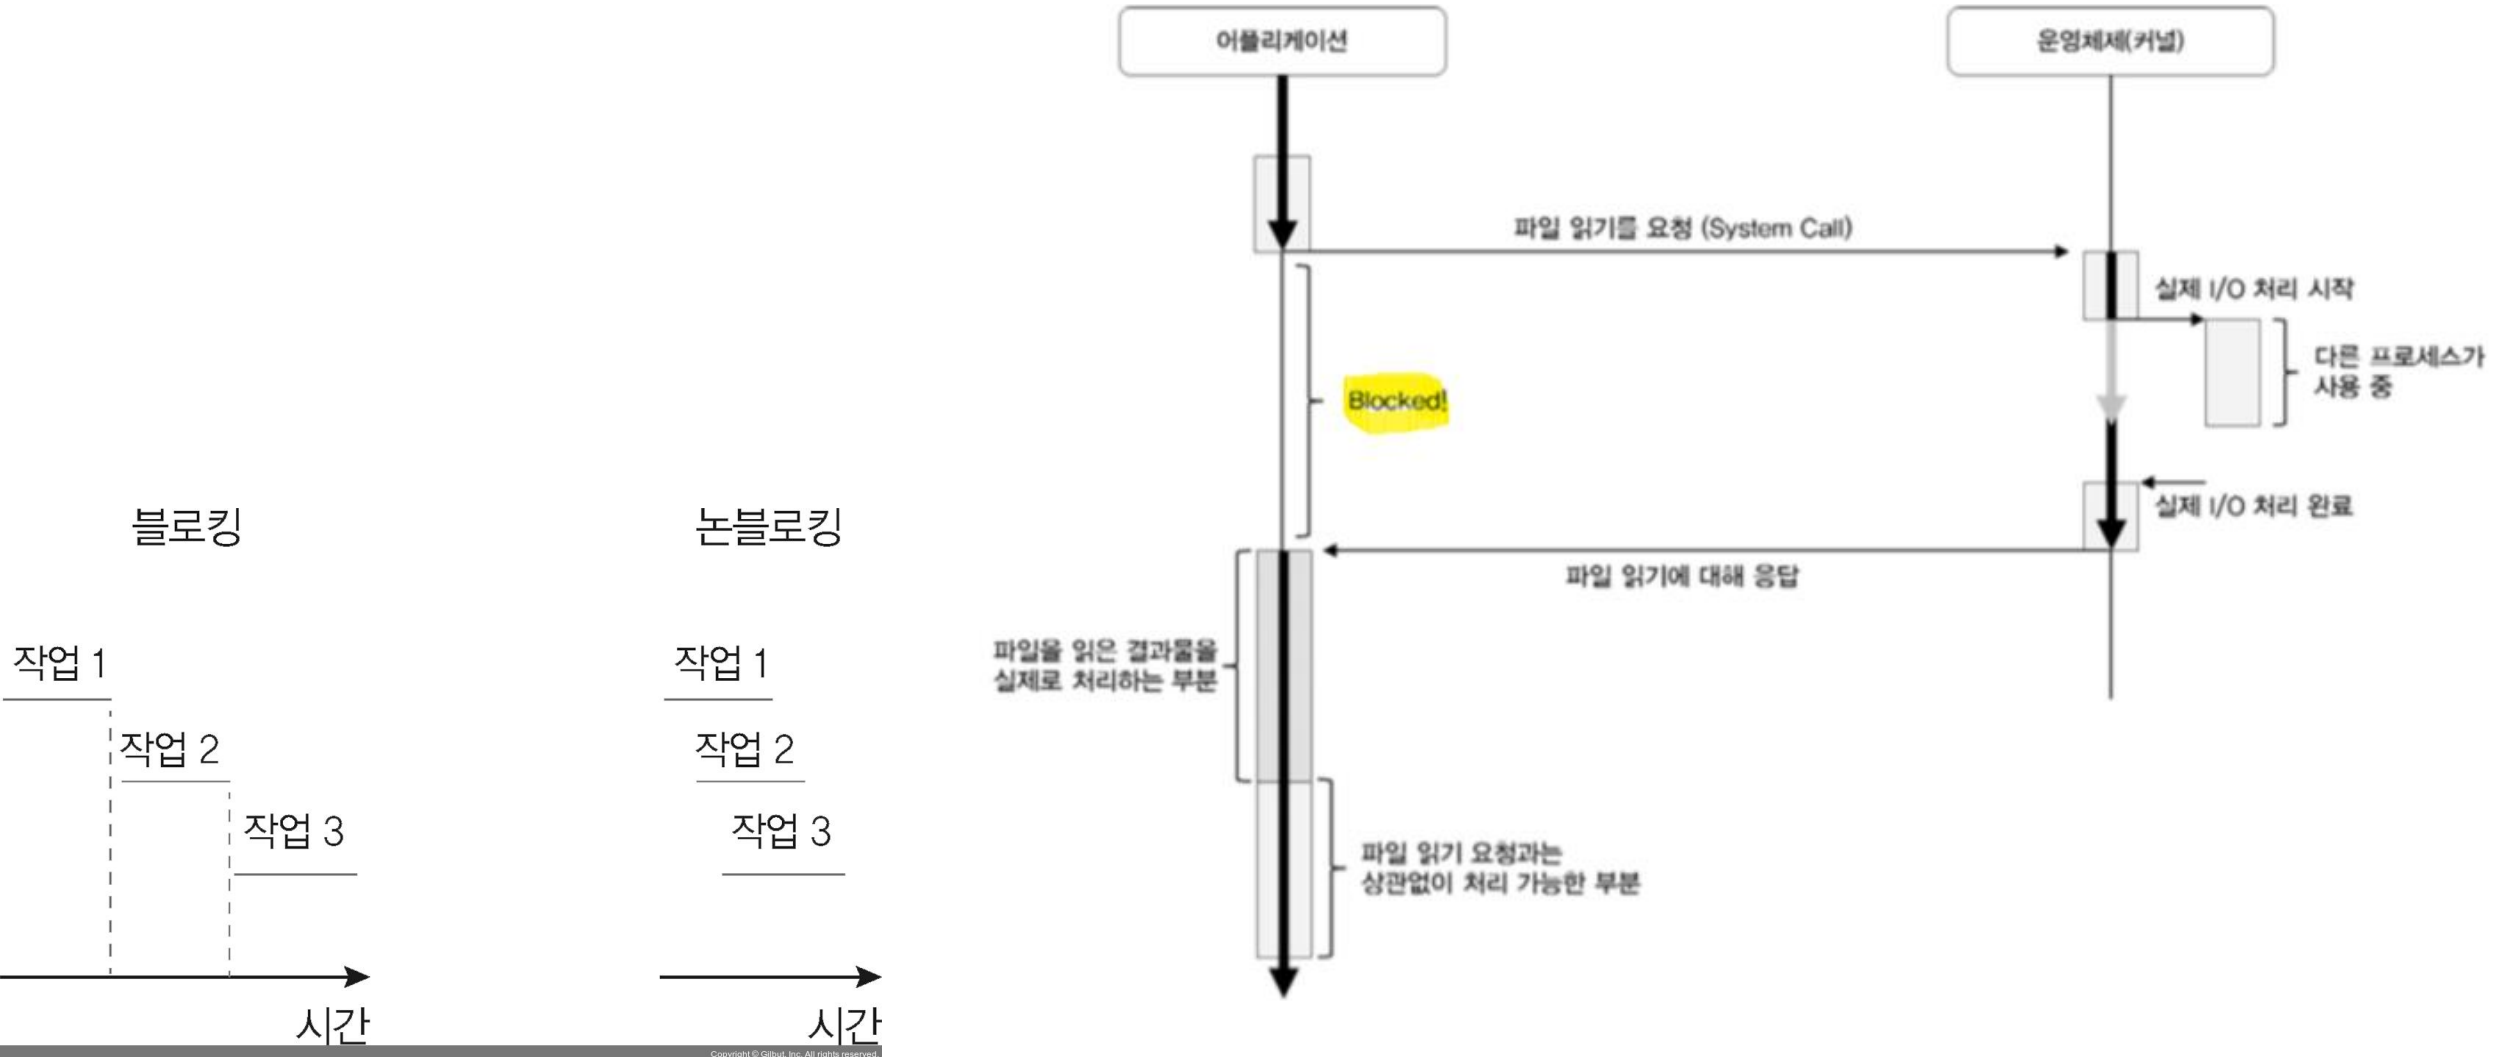 블로킹
작업 1
작업 2
작업 3
시간
논블로킹
작업 1
작업 2
작업 3
시간
Copyright © Gilbut, Inc. All rights reserved.
어플리케이션
운영체제(커널)
파일 읽기를 요청 (System Call)
실제 I/O 처리 시작
다른 프로세스가
사용 중
Blocked!
실제 I/O 처리 완료
파일 읽기에 대해 응답
파일을 읽은 결과물을
실제로 처리하는 부분
파일 읽기 요청과는
상관없이 처리 가능한 부분